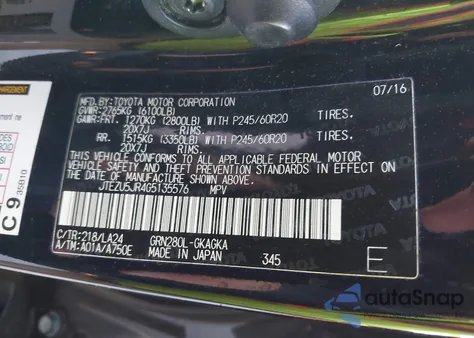 MFD.BY:TOYOTA MOTOR CORPORATION 07/16
GVWR:2765KG (6100LB)
GAWR:FRT. 1270KG (2800LB) WITH P245/60R20 TIRES.
20X7J RIMS.
RR. 1515KG (3350LB) WITH P245/60R20 TIRES.
20X7J RIMS.
THIS VEHICLE CONFORMS TO ALL APPLICABLE FEDERAL MOTOR
VEHICLE SAFETY AND THEFT PREVENTION STANDARDS IN EFFECT ON
THE DATE OF MANUFACTURE SHOWN ABOVE.
JTEZU5JR4G5135576 MPV
C/TR:218/LA24 GRN280L-GKAGKA
A/TM:A01A/A750E MADE IN JAPAN 345 E
C9
35B10
TOYOTA
autoSnap